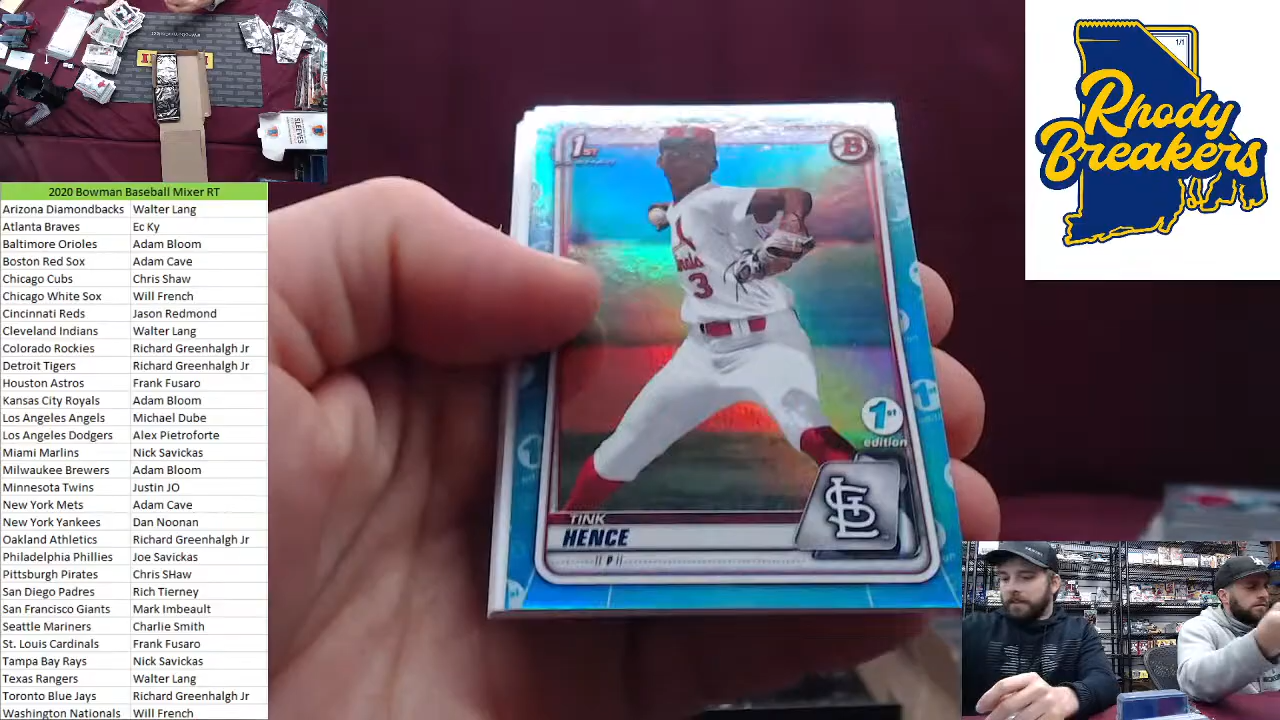 SLEEVES
2020 Bowman Baseball Mixer RT
Arizona Diamondbacks Walter Lang
Atlanta Braves Ec Ky
Baltimore Orioles Adam Bloom
Boston Red Sox Adam Cave
Chicago Cubs Chris Shaw
Chicago White Sox Will French
Cincinnati Reds Jason Redmond
Cleveland Indians Walter Lang
Colorado Rockies Richard Greenhalgh Jr
Detroit Tigers Richard Greenhalgh Jr
Houston Astros Frank Fusaro
Kansas City Royals Adam Bloom
Los Angeles Angels Michael Dube
Los Angeles Dodgers Alex Pietroforte
Miami Marlins Nick Savickas
Milwaukee Brewers Adam Bloom
Minnesota Twins Justin JO
New York Mets Adam Cave
New York Yankees Dan Noonan
Oakland Athletics Richard Greenhalgh Jr
Philadelphia Phillies Joe Savickas
Pittsburgh Pirates Chris SHaw
San Diego Padres Rich Tierney
San Francisco Giants Mark Imbeault
Seattle Mariners Charlie Smith
St. Louis Cardinals Frank Fusaro
Tampa Bay Rays Nick Savickas
Texas Rangers Walter Lang
Toronto Blue Jays Richard Greenhalgh Jr
Washington Nationals Will French
1ST
B
3
1st
edition
STL
TINK
HENCE
P
1/1
Rhody
Breakers